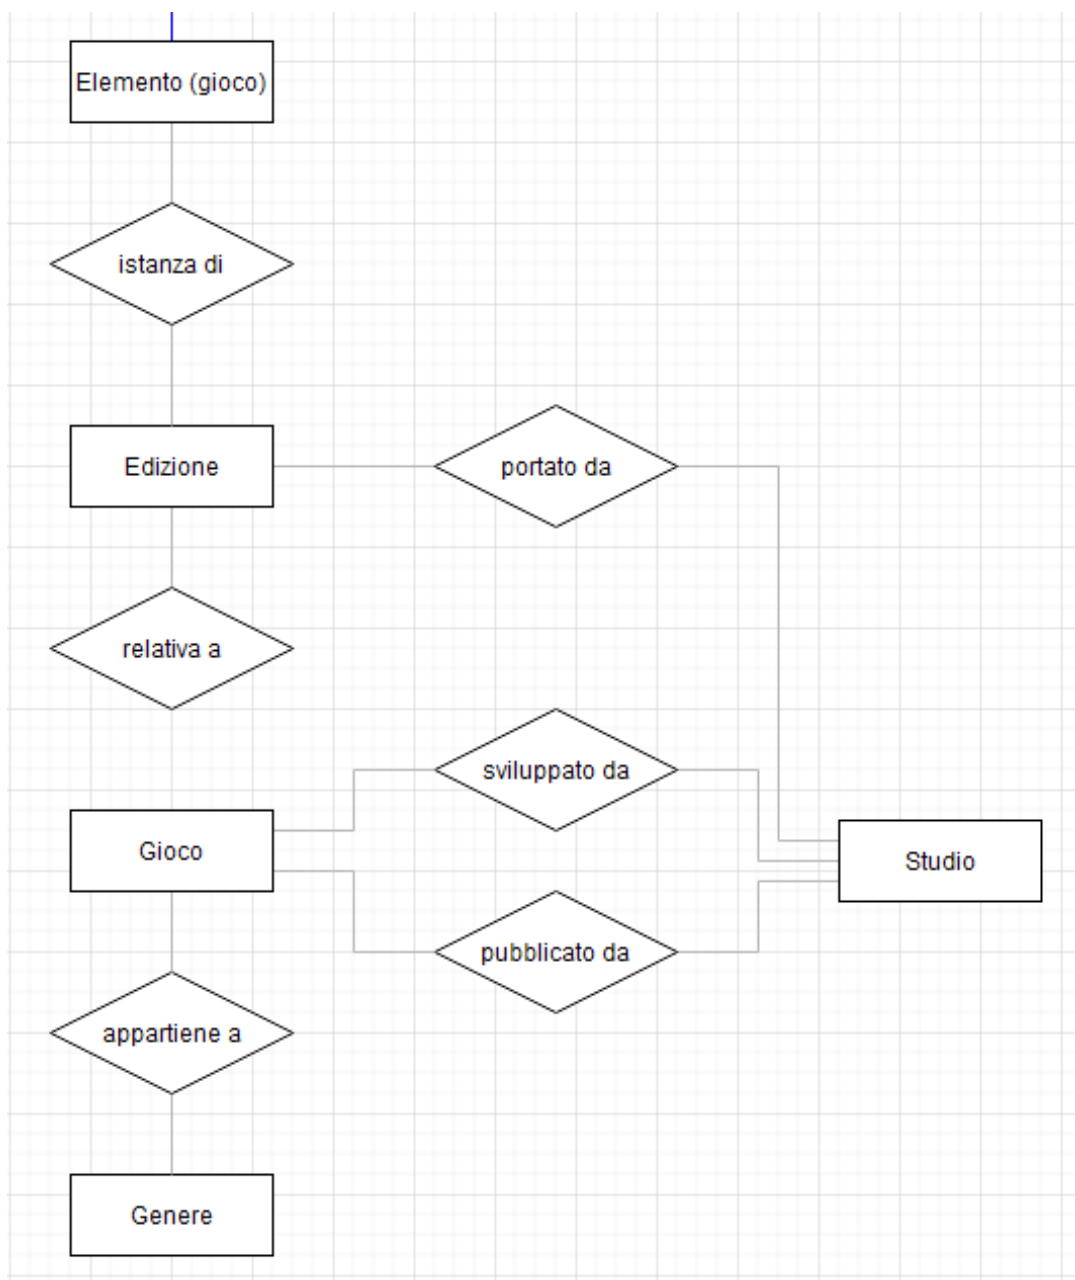 Elemento (gioco)
istanza di
Edizione
portato da
relativa a
sviluppato da
Gioco
Studio
pubblicato da
appartiene a
Genere